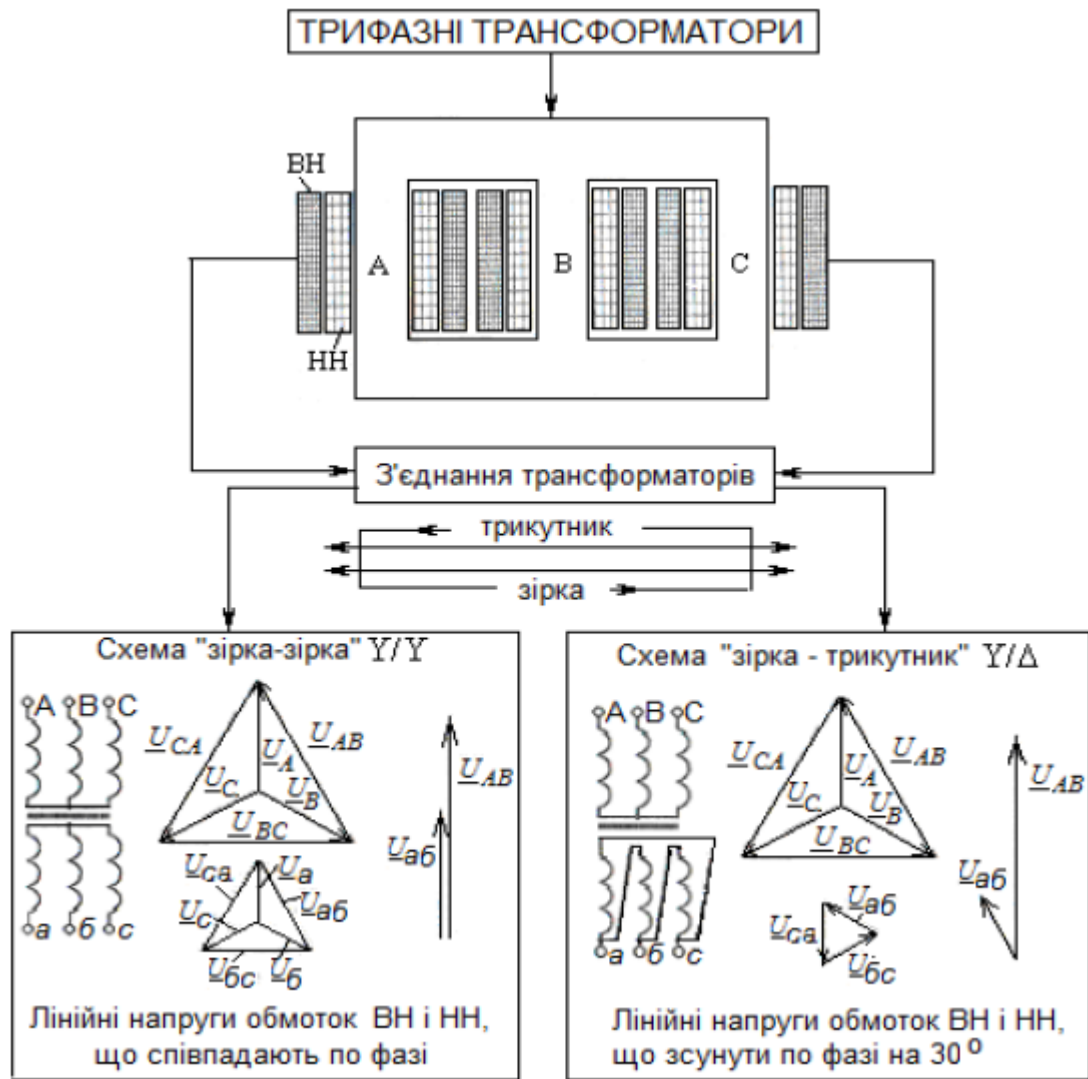 ТРИФАЗНІ ТРАНСФОРМАТОРИ
ВН
А В С
НН
З'єднання трансформаторів
трикутник
зірка
Схема "зірка-зірка" Y/Y
А В С
U_CA U_AB
U_A
U_C U_B
U_BC
U_AB
U_аб
U_са U_а
U_с U_аб
U_бс U_б
а б с
Лінійні напруги обмоток ВН і НН,
що співпадають по фазі
Схема "зірка - трикутник" Y/Δ
А В С
U_CA U_AB
U_A
U_C U_B
U_BC
U_AB
U_аб
U_аб
U_са
U_бс
а б с
Лінійні напруги обмоток ВН і НН,
що зсунути по фазі на 30⁰